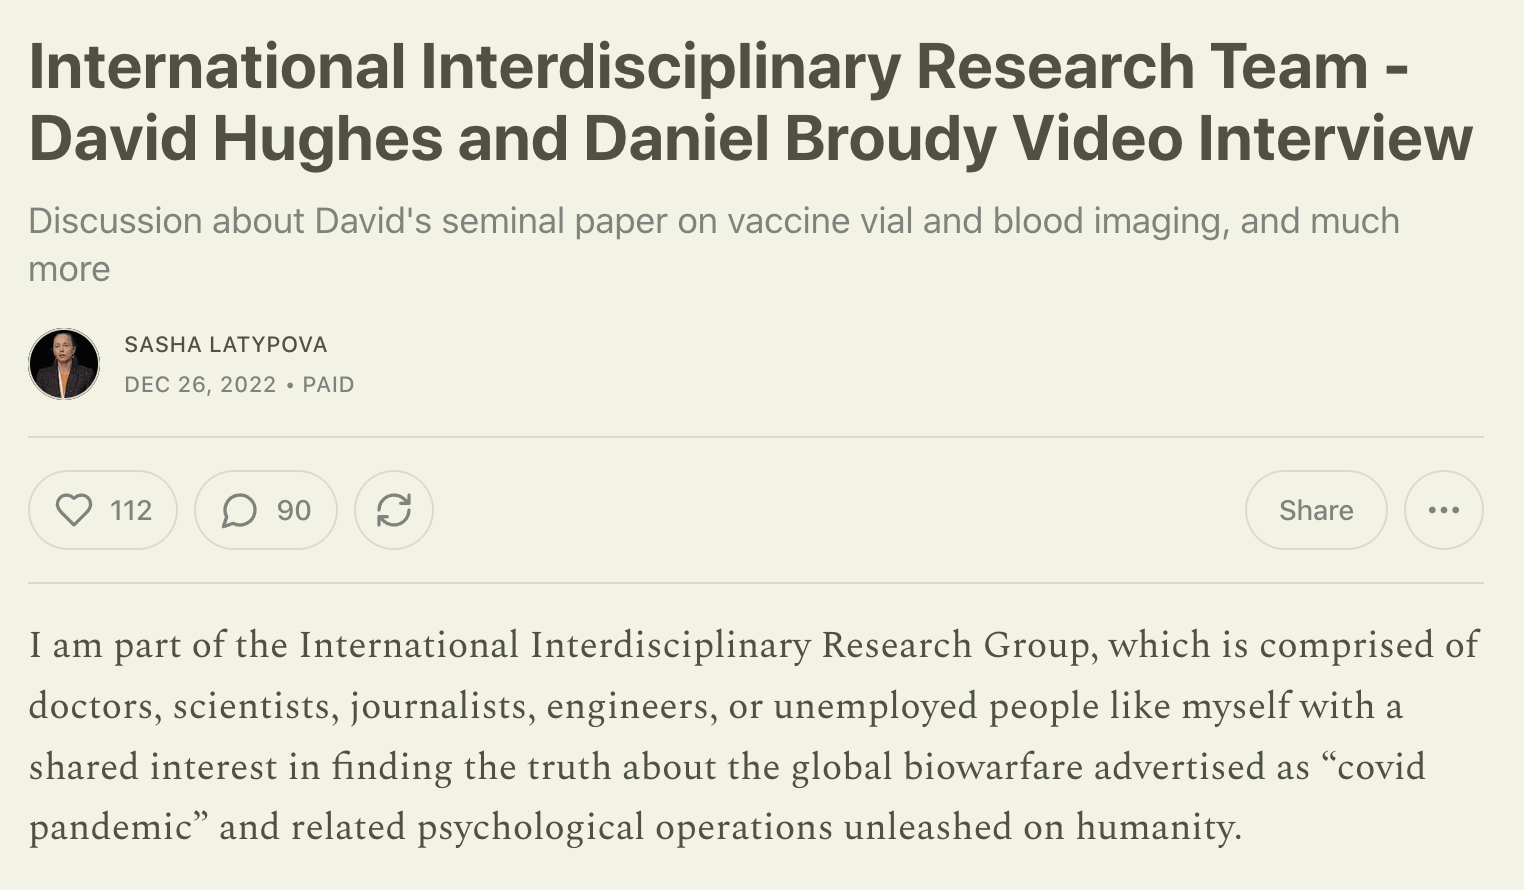 International Interdisciplinary Research Team -
David Hughes and Daniel Broudy Video Interview
Discussion about David's seminal paper on vaccine vial and blood imaging, and much
more
SASHA LATYPOVA
DEC 26, 2022 • PAID
112 90 Share
I am part of the International Interdisciplinary Research Group, which is comprised of
doctors, scientists, journalists, engineers, or unemployed people like myself with a
shared interest in finding the truth about the global biowarfare advertised as “covid
pandemic” and related psychological operations unleashed on humanity.